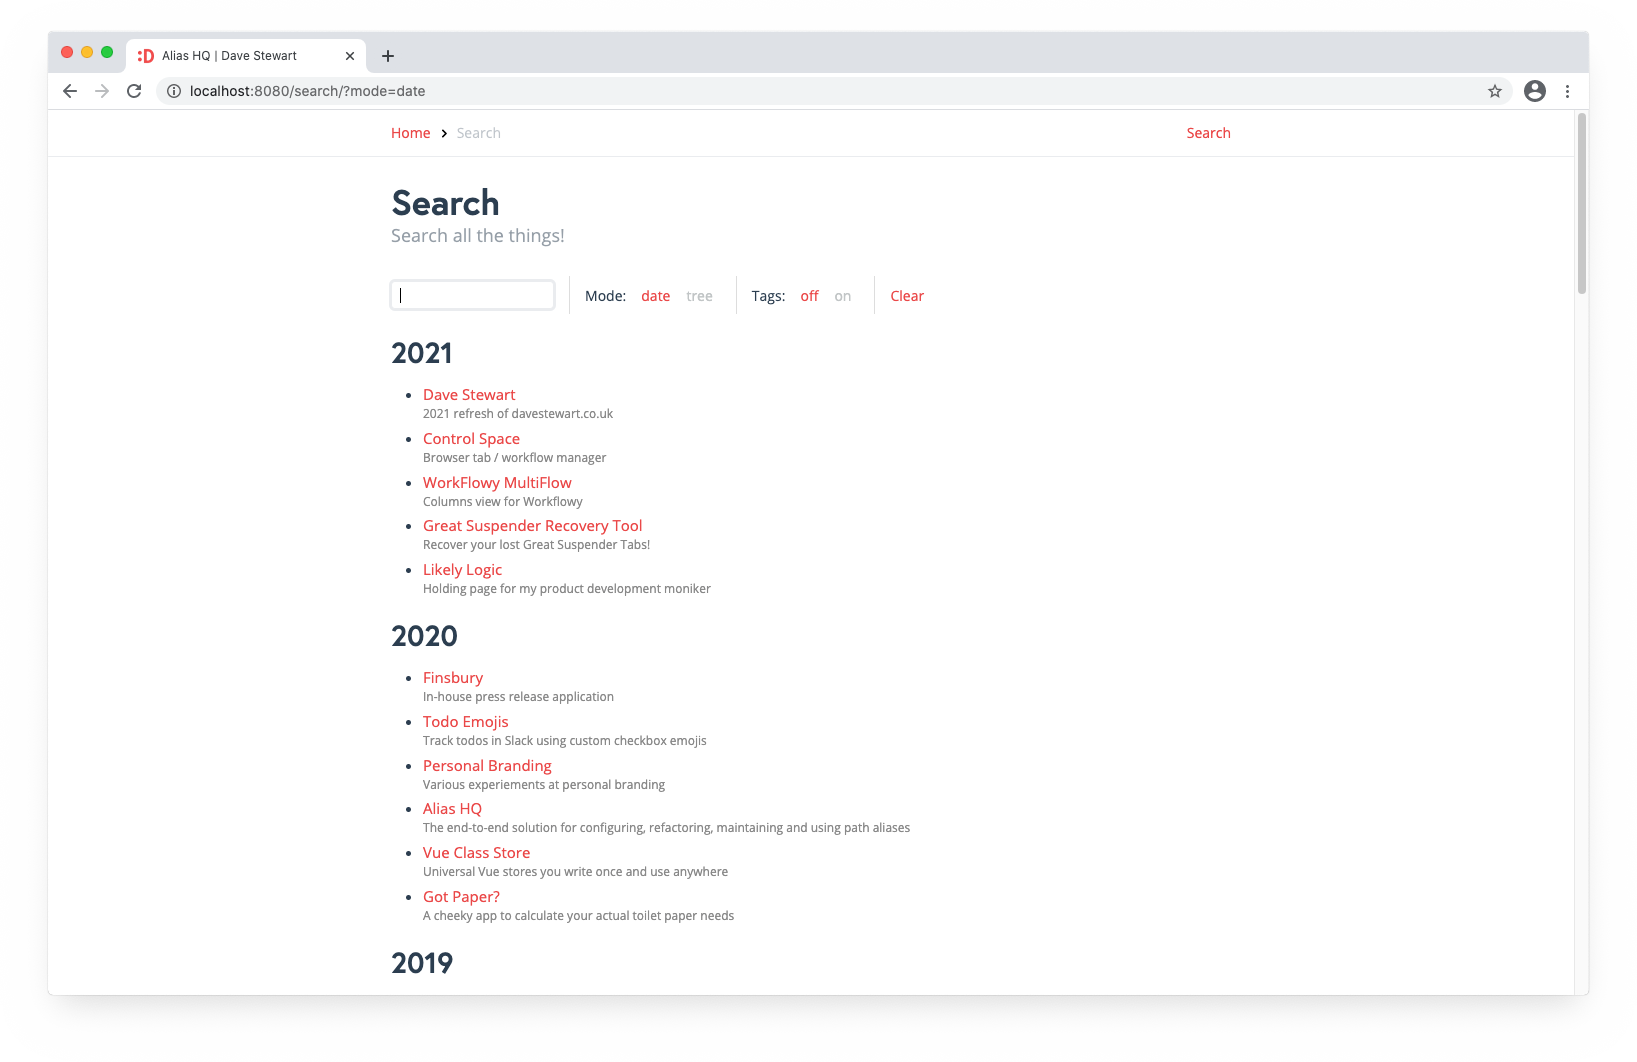 :D Alias HQ | Dave Stewart
localhost:8080/search/?mode=date
Home > Search Search
Search
Search all the things!
Mode: date tree Tags: off on Clear
2021
• Dave Stewart
2021 refresh of davestewart.co.uk
• Control Space
Browser tab / workflow manager
• WorkFlowy MultiFlow
Columns view for Workflowy
• Great Suspender Recovery Tool
Recover your lost Great Suspender Tabs!
• Likely Logic
Holding page for my product development moniker
2020
• Finsbury
In-house press release application
• Todo Emojis
Track todos in Slack using custom checkbox emojis
• Personal Branding
Various experiements at personal branding
• Alias HQ
The end-to-end solution for configuring, refactoring, maintaining and using path aliases
• Vue Class Store
Universal Vue stores you write once and use anywhere
• Got Paper?
A cheeky app to calculate your actual toilet paper needs
2019